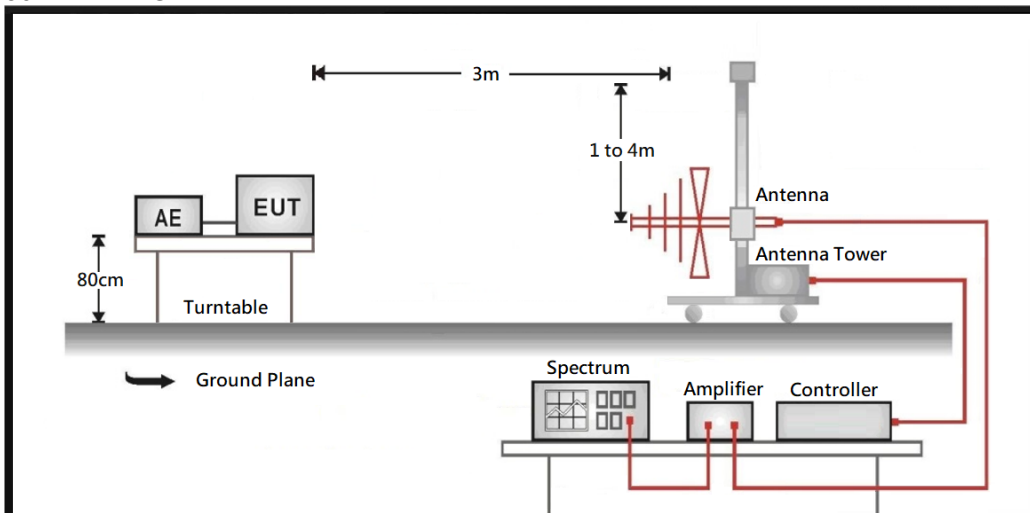 3m
1 to 4m
Antenna
AE
EUT
Antenna Tower
80cm
Turntable
Ground Plane
Spectrum
Amplifier
Controller